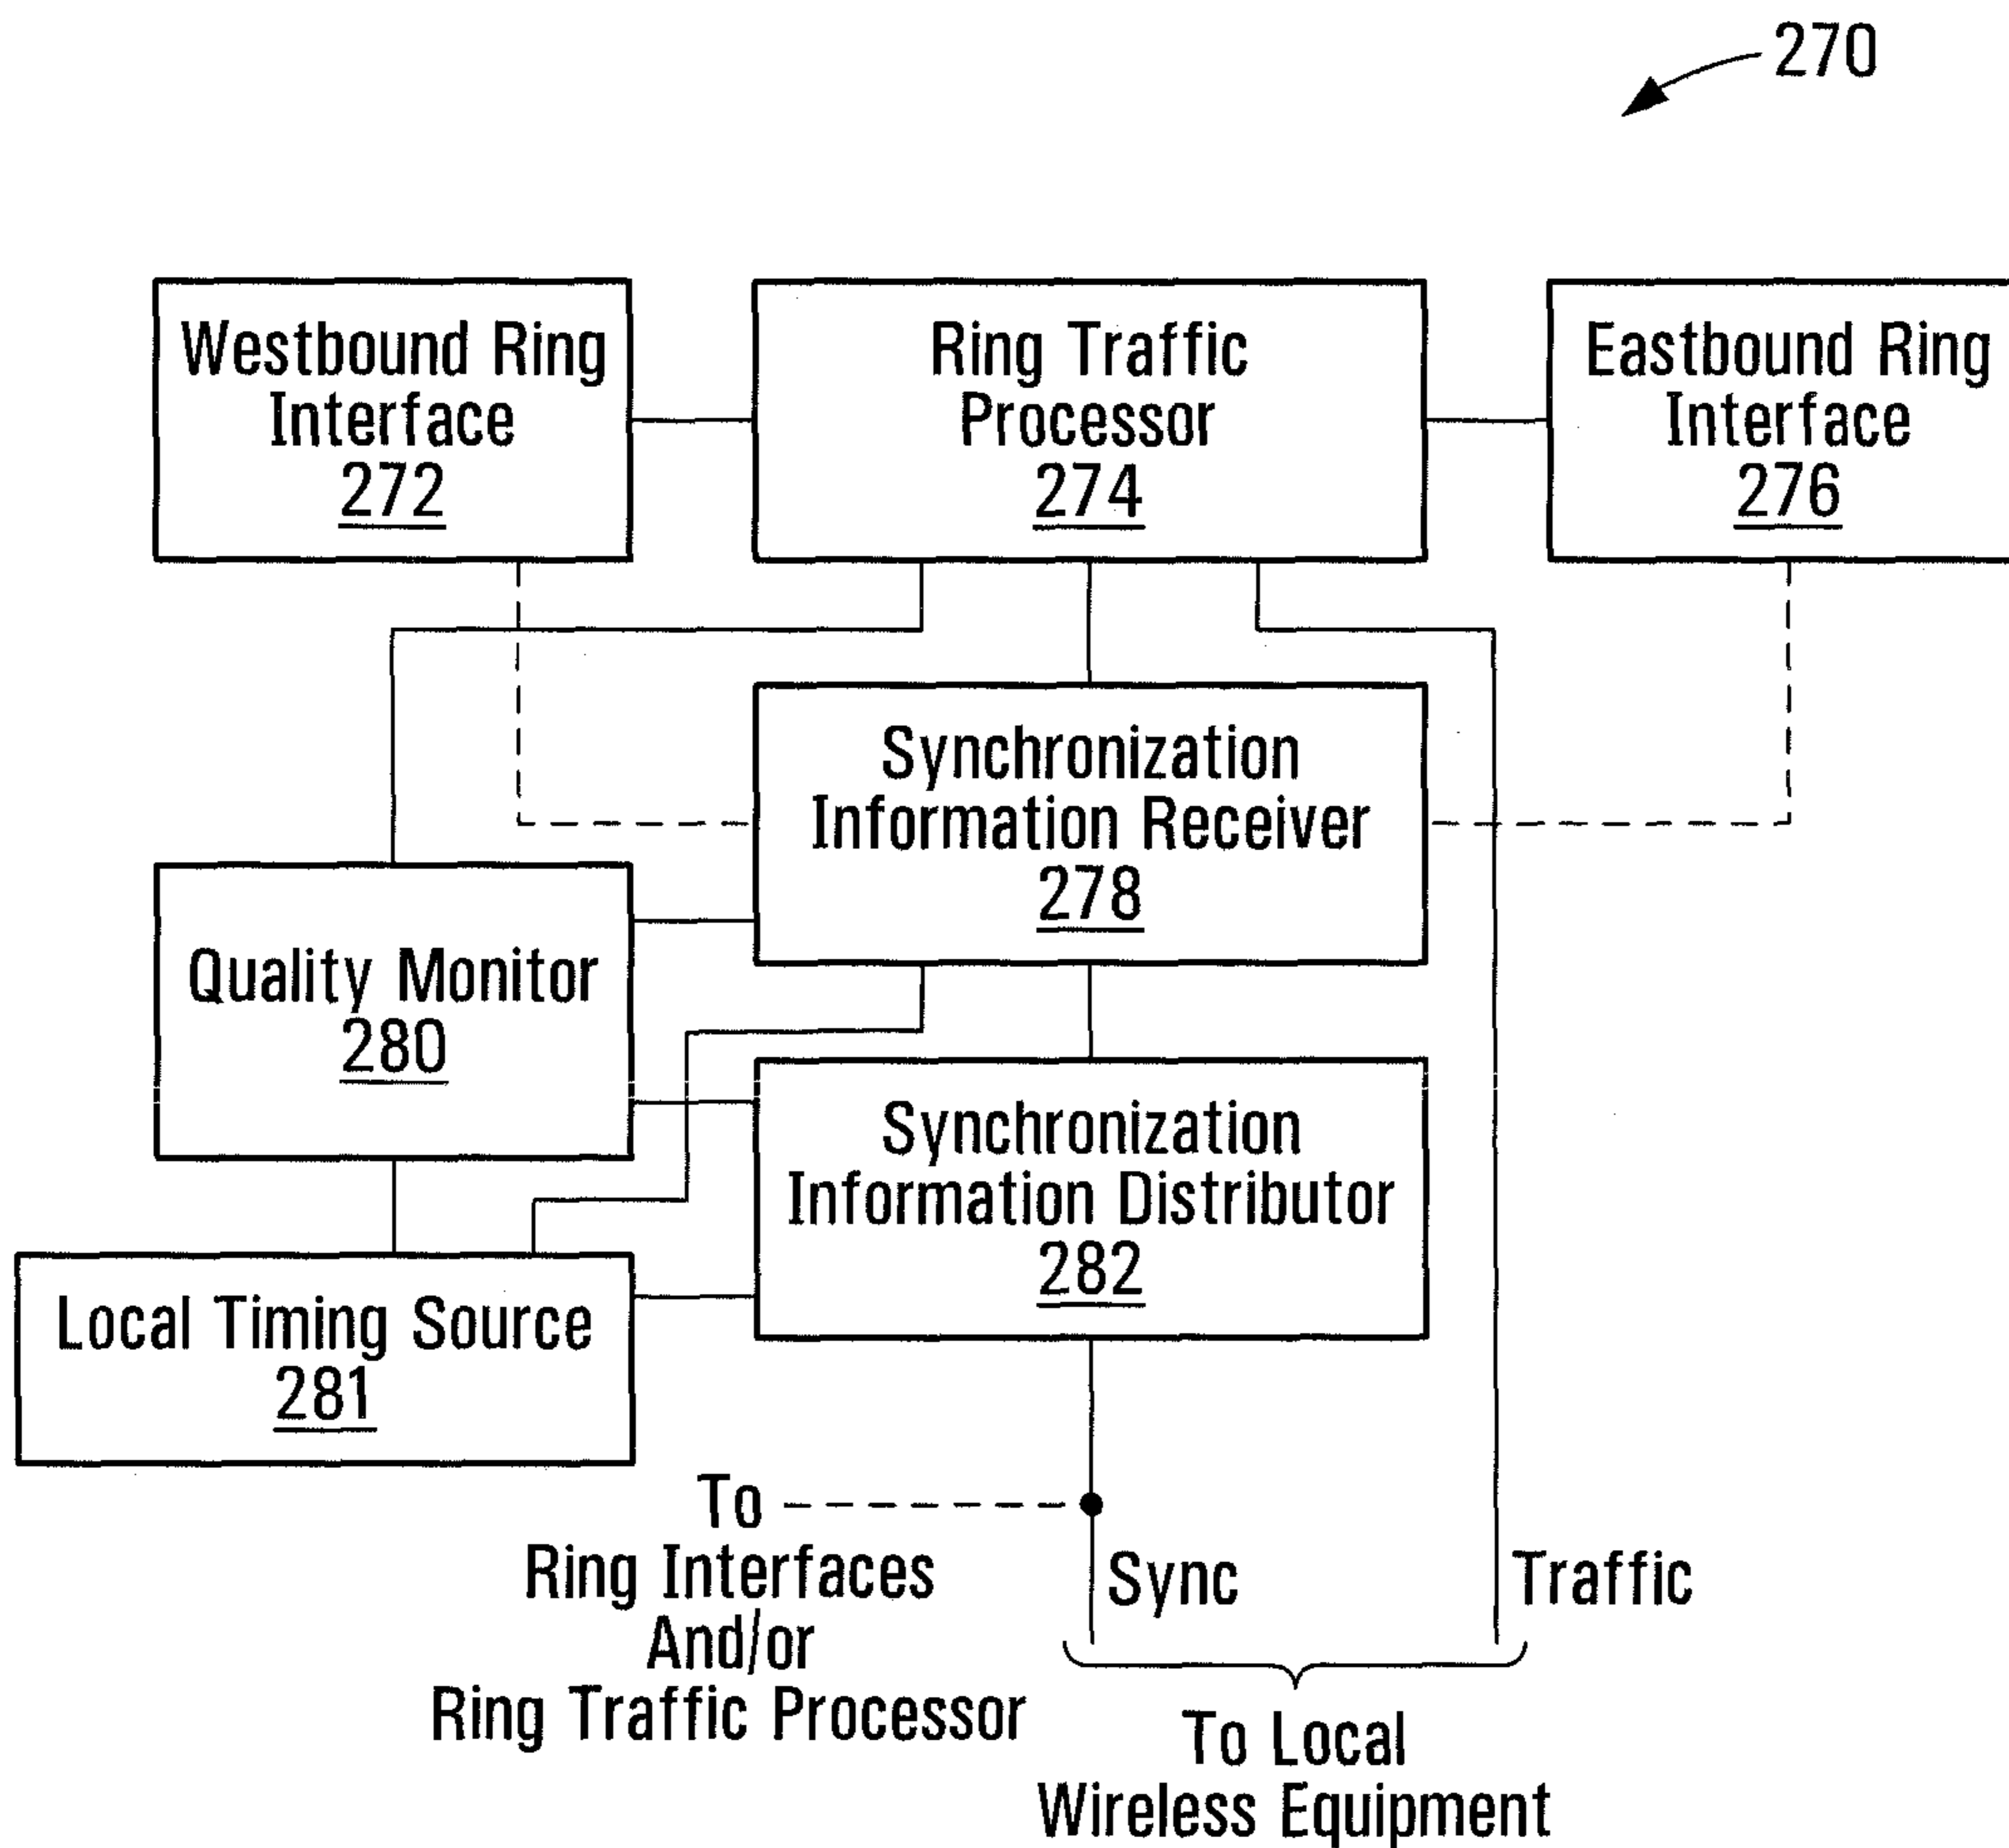 270
Westbound Ring
Interface
272
Ring Traffic
Processor
274
Eastbound Ring
Interface
276
Synchronization
Information Receiver
278
Quality Monitor
280
Synchronization
Information Distributor
282
Local Timing Source
281
To
Ring Interfaces
And/or
Ring Traffic Processor
Sync
Traffic
To Local
Wireless Equipment